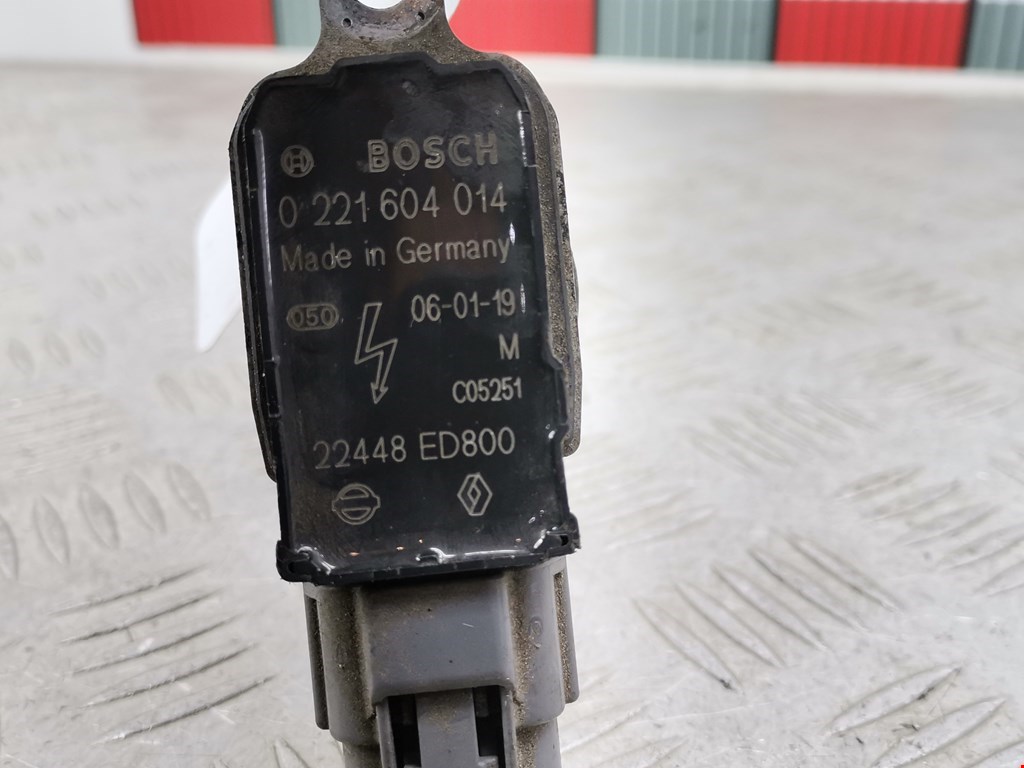 BOSCH
0 221 604 014
Made in Germany
050 06-01-19
M
C05251
22448 ED800